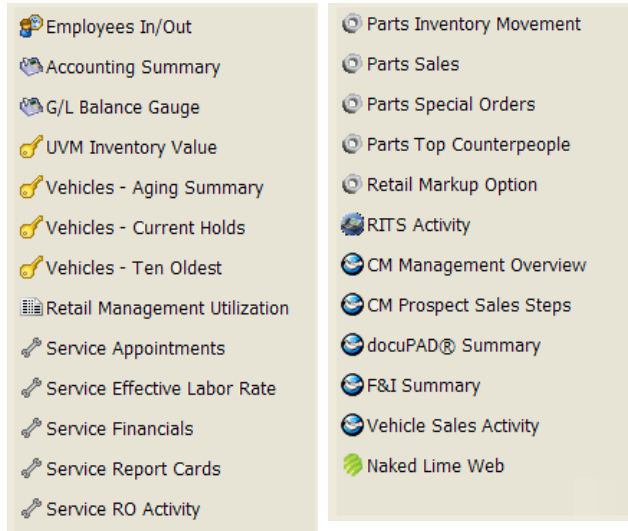 Employees In/Out
Accounting Summary
G/L Balance Gauge
UVM Inventory Value
Vehicles - Aging Summary
Vehicles - Current Holds
Vehicles - Ten Oldest
Retail Management Utilization
Service Appointments
Service Effective Labor Rate
Service Financials
Service Report Cards
Service RO Activity
Parts Inventory Movement
Parts Sales
Parts Special Orders
Parts Top Counterpeople
Retail Markup Option
RITS Activity
CM Management Overview
CM Prospect Sales Steps
docuPAD® Summary
F&I Summary
Vehicle Sales Activity
Naked Lime Web